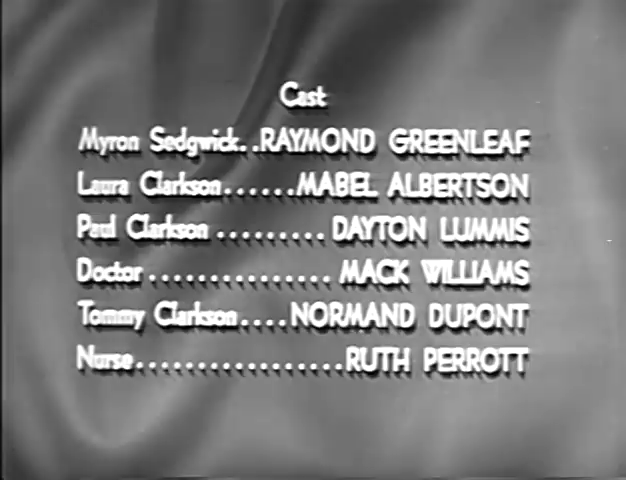 Cast
Myron Sedgwick..RAYMOND GREENLEAF
Laura Clarkson......MABEL ALBERTSON
Paul Clarkson.........DAYTON LUMMIS
Doctor...............MACK WILLIAMS
Tommy Clarkson....NORMAND DUPONT
Nurse.................RUTH PERROTT